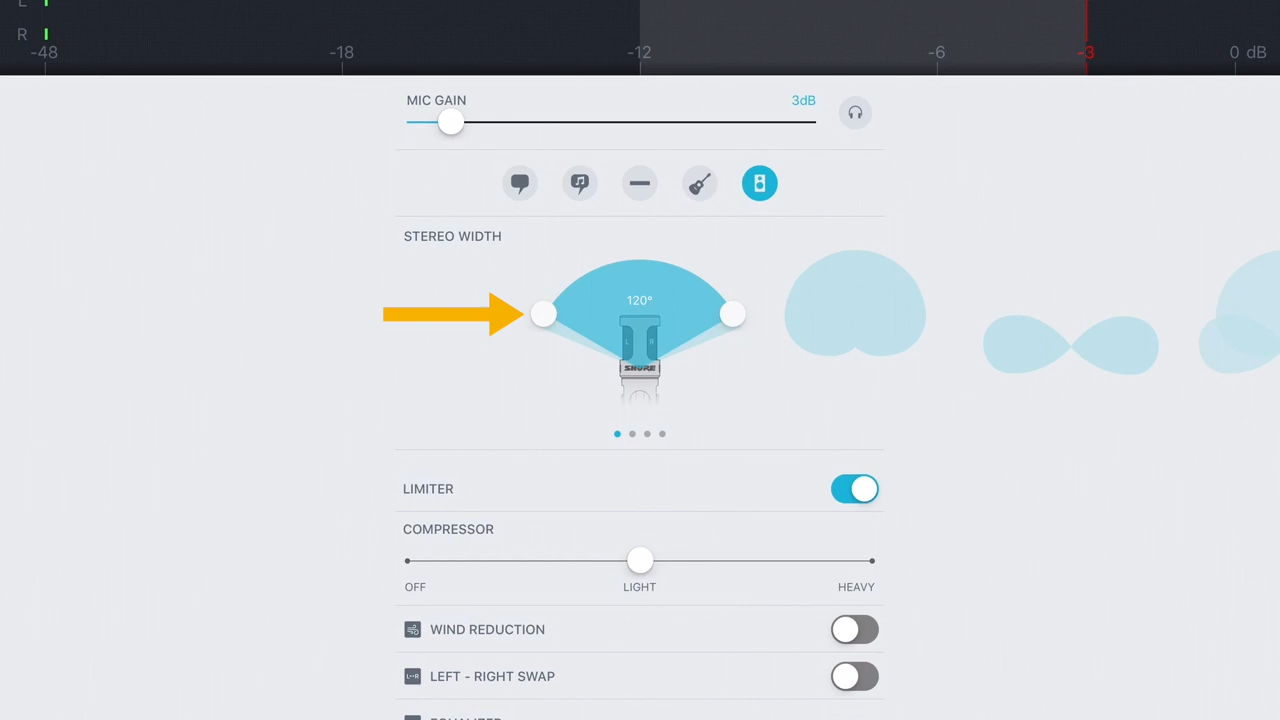 L
R
-48 -18 -12 -6 -3 0 dB
MIC GAIN 3dB
STEREO WIDTH
120°
L R
SHURE
LIMITER
COMPRESSOR
OFF LIGHT HEAVY
WIND REDUCTION
L↔R LEFT - RIGHT SWAP
EQUALIZER